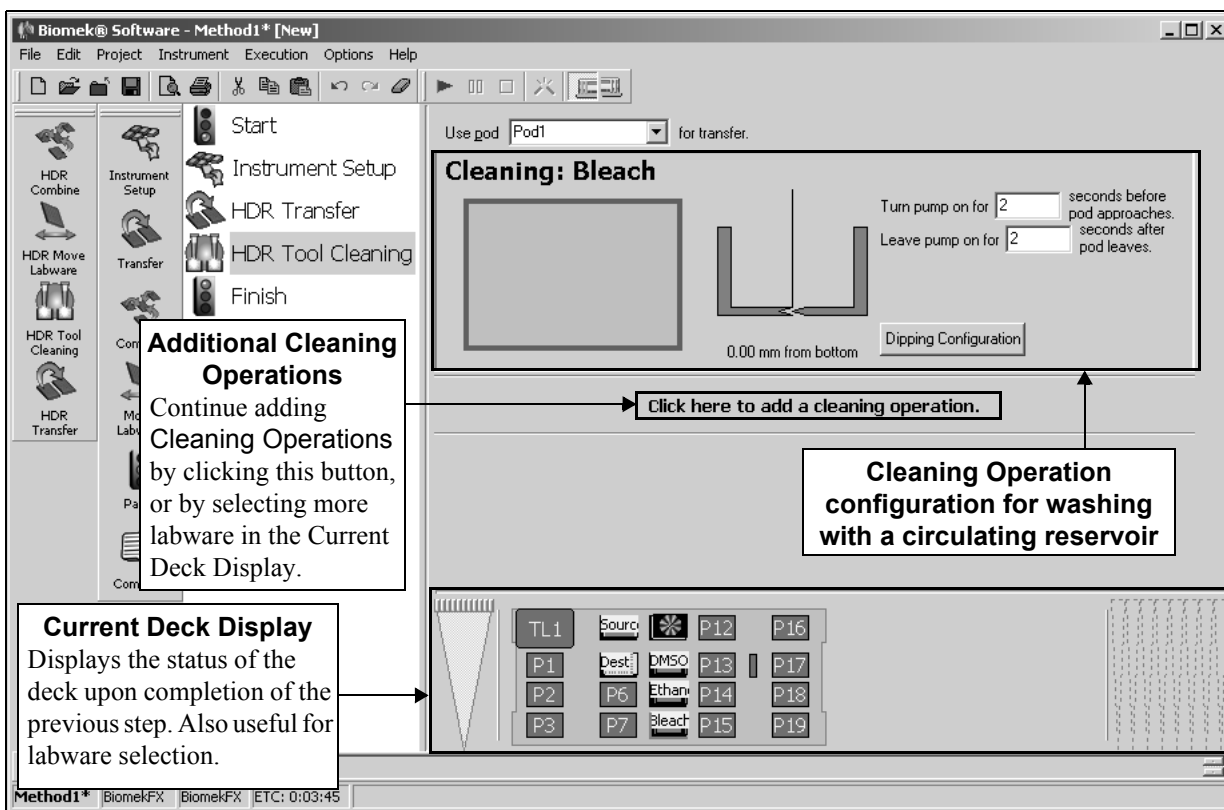 Biomek® Software - Method1* [New]
File Edit Project Instrument Execution Options Help
HDR
Combine
HDR Move
Labware
HDR Tool
Cleaning
HDR
Transfer
Instrument
Setup
Transfer
Start
Instrument Setup
HDR Transfer
HDR Tool Cleaning
Finish
Use pod Pod1 for transfer.
Cleaning: Bleach
Turn pump on for 2 seconds before
pod approaches.
Leave pump on for 2 seconds after
pod leaves.
0.00 mm from bottom
Dipping Configuration
Click here to add a cleaning operation.
Additional Cleaning
Operations
Continue adding
Cleaning Operations
by clicking this button,
or by selecting more
labware in the Current
Deck Display.
Cleaning Operation
configuration for washing
with a circulating reservoir
Current Deck Display
Displays the status of the
deck upon completion of the
previous step. Also useful for
labware selection.
TL1 Sourc P12 P16
P1 Dest DMSO P13 P17
P2 P6 Ethan P14 P18
P3 P7 Bleach P15 P19
Method1* BiomekFX BiomekFX ETC: 0:03:45